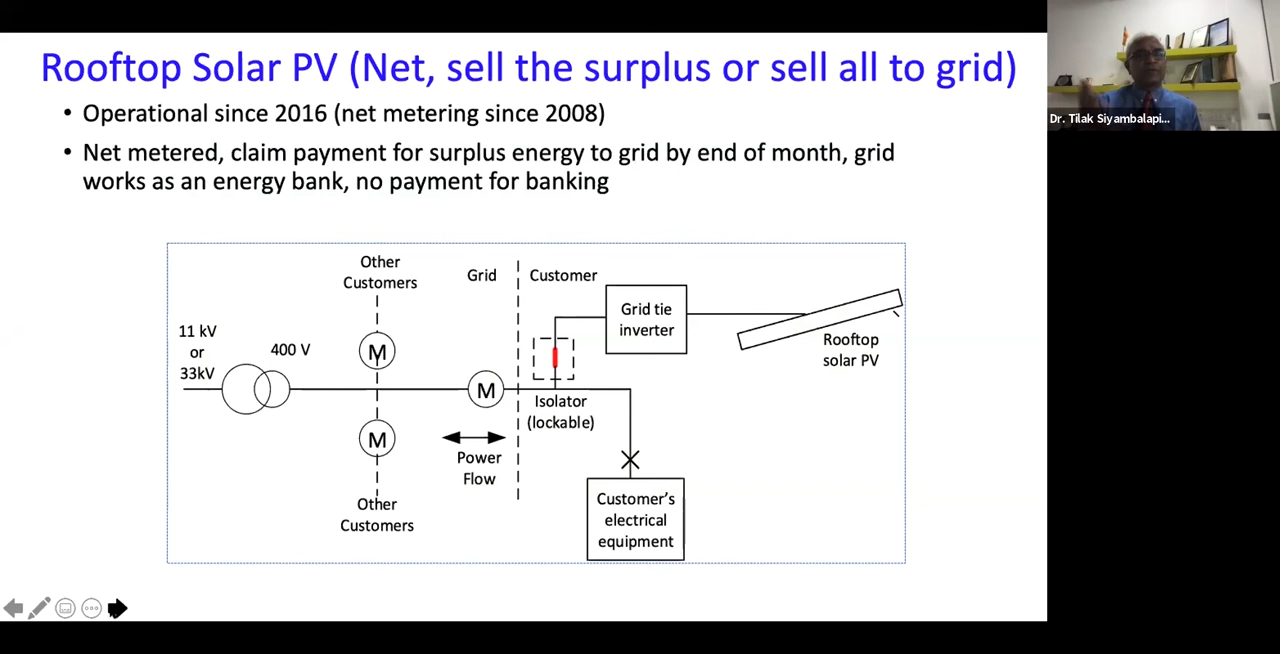 Rooftop Solar PV (Net, sell the surplus or sell all to grid)
• Operational since 2016 (net metering since 2008)
• Net metered, claim payment for surplus energy to grid by end of month, grid
works as an energy bank, no payment for banking
Dr. Tilak Siyambalapi...
Other
Customers
Grid
Customer
Grid tie
inverter
11 kV
or
33kV
400 V
M
Rooftop
solar PV
M
Isolator
(lockable)
M
Power
Flow
Other
Customers
Customer's
electrical
equipment